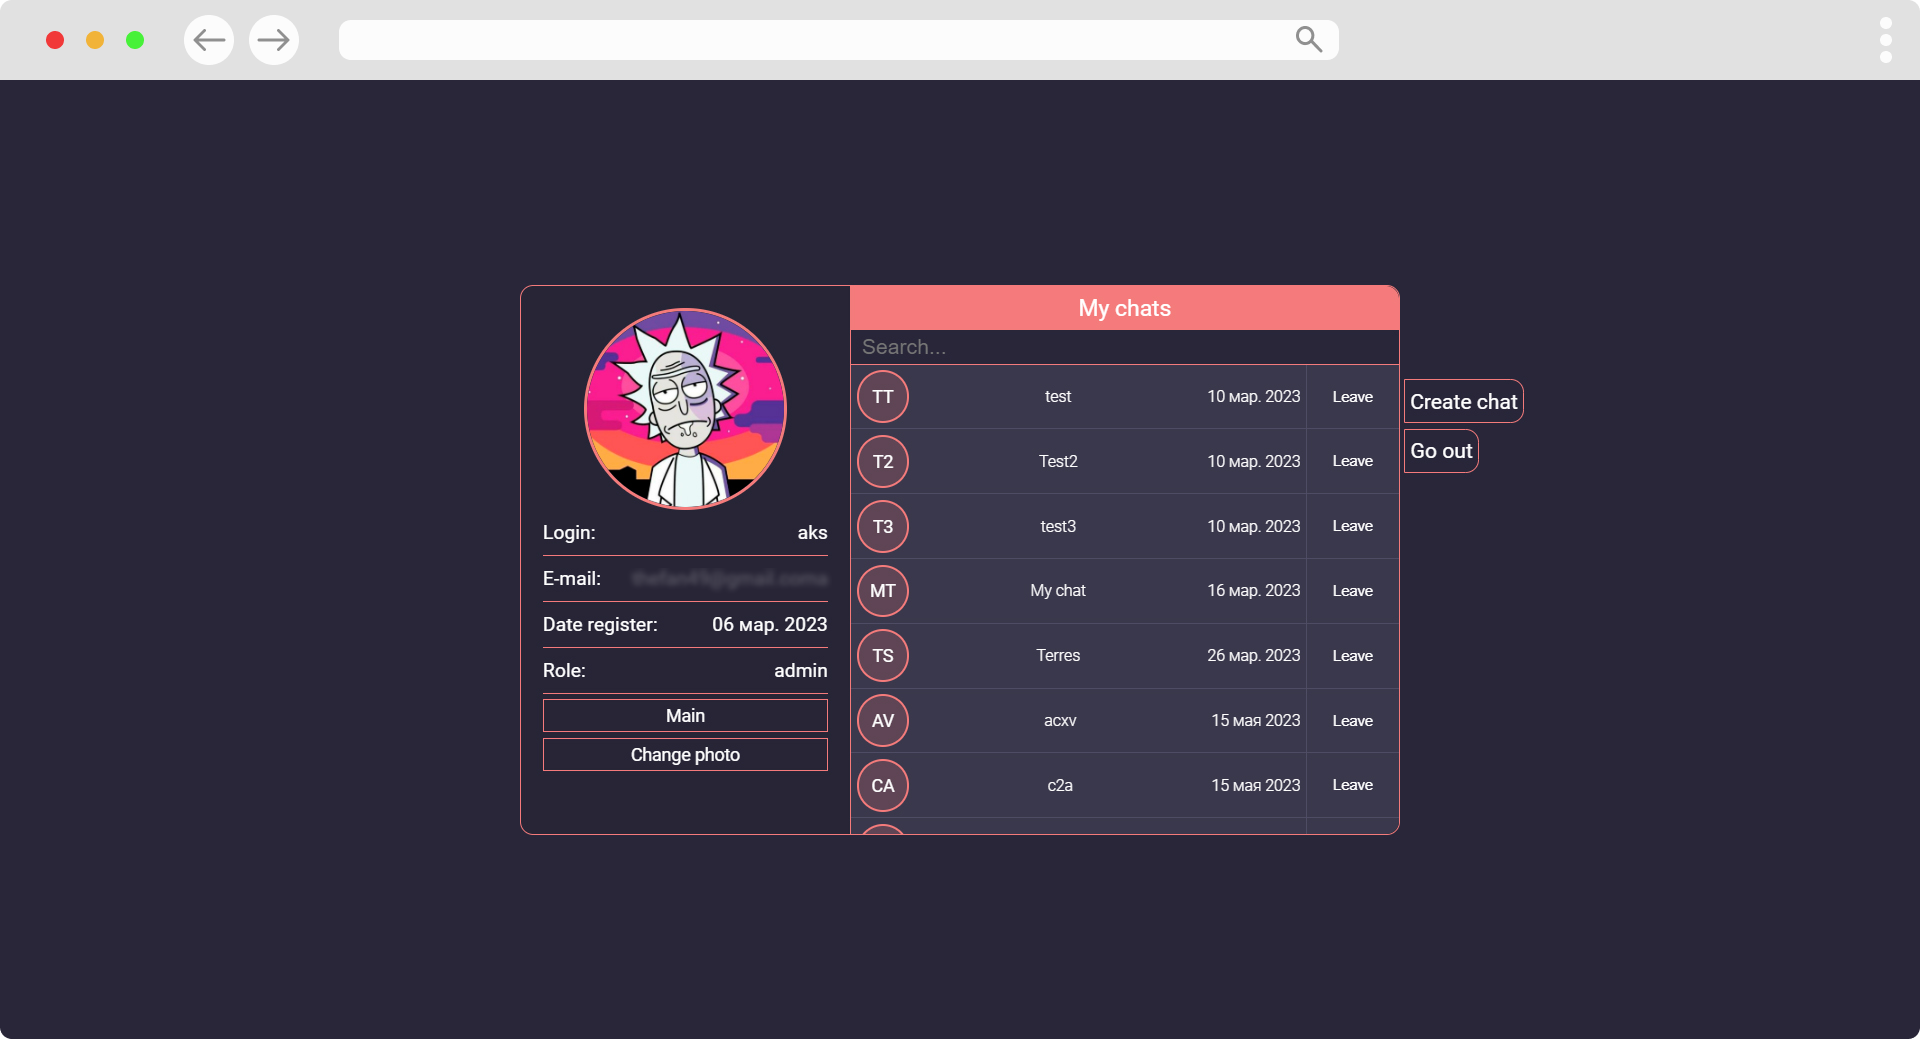 My chats
Search...
TT test 10 мар. 2023 Leave
T2 Test2 10 мар. 2023 Leave
T3 test3 10 мар. 2023 Leave
MT My chat 16 мар. 2023 Leave
TS Terres 26 мар. 2023 Leave
AV acxv 15 мая 2023 Leave
CA c2a 15 мая 2023 Leave
Login: aks
E-mail:
Date register: 06 мар. 2023
Role: admin
Main
Change photo
Create chat
Go out